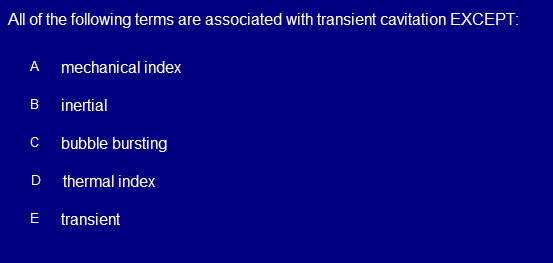 All of the following terms are associated with transient cavitation EXCEPT:
A mechanical index
B inertial
C bubble bursting
D thermal index
E transient